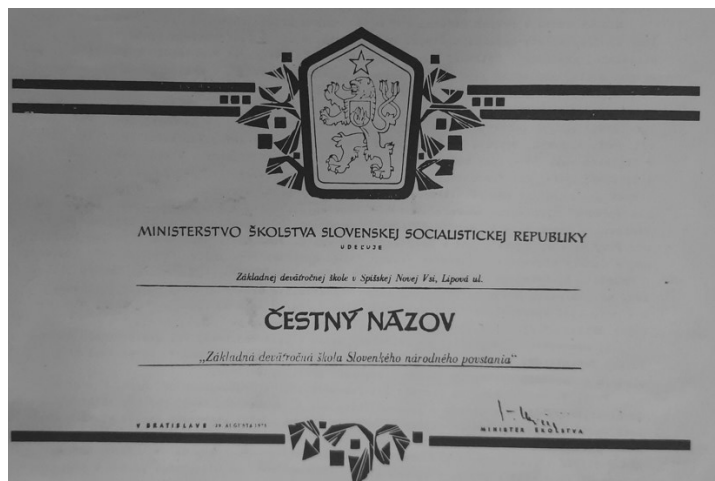 MINISTERSTVO ŠKOLSTVA SLOVENSKEJ SOCIALISTICKEJ REPUBLIKY
UDEĽUJE
Základnej deväťročnej škole v Spišskej Novej Vsi, Lipová ul.
ČESTNÝ NÁZOV
„Základná deväťročná škola Slovenského národného povstania“
V BRATISLAVE
MINISTER ŠKOLSTVA